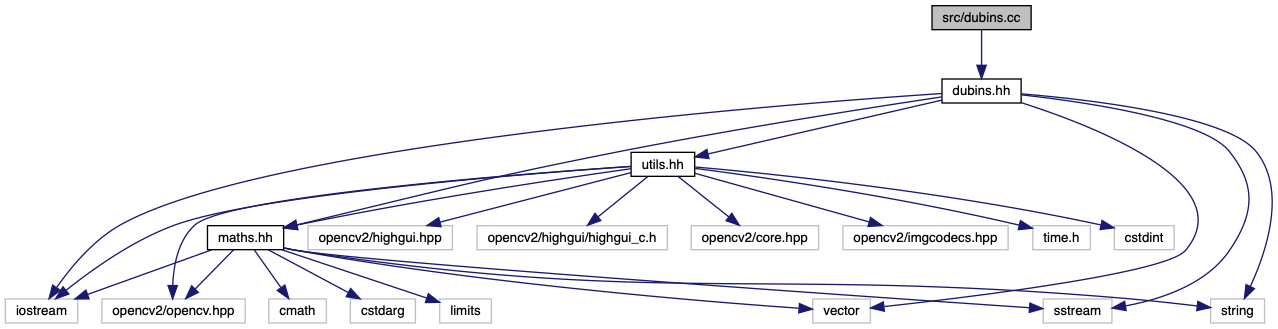 src/dubins.cc
dubins.hh
utils.hh
maths.hh
opencv2/highgui.hpp
opencv2/highgui/highgui_c.h
opencv2/core.hpp
opencv2/imgcodecs.hpp
time.h
cstdint
iostream
opencv2/opencv.hpp
cmath
cstdarg
limits
vector
sstream
string